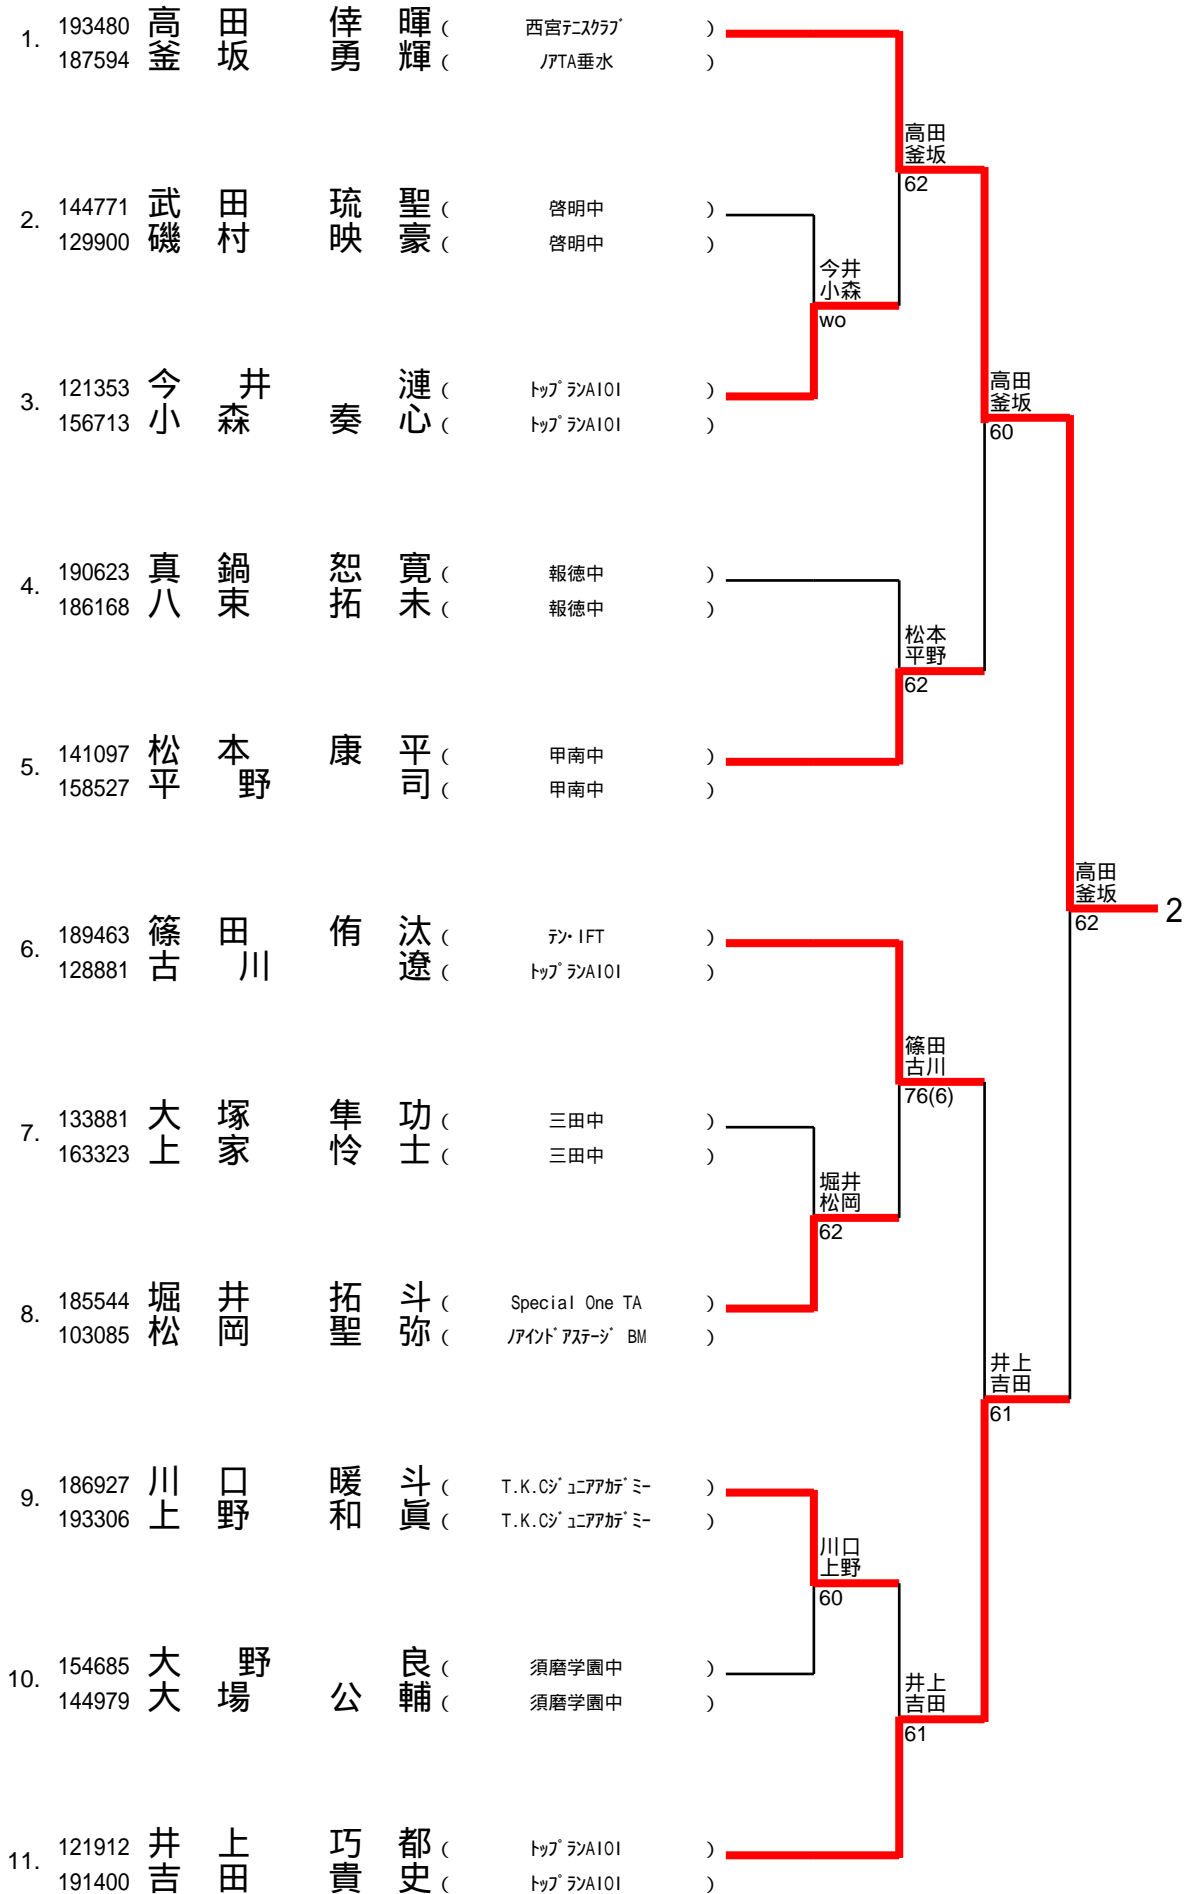 1. 193480 高田 倖暉 ( 西宮ﾃﾆｽｸﾗﾌﾞ )
187594 釜坂 勇輝 ( ﾉｱTA垂水 )
高田
釜坂
62
2. 144771 武田 琉聖 ( 啓明中 )
129900 磯村 映豪 ( 啓明中 )
今井
小森
wo
3. 121353 今井 漣 ( ﾄｯﾌﾟﾗﾝAIOI )
156713 小森 奏心 ( ﾄｯﾌﾟﾗﾝAIOI )
高田
釜坂
60
4. 190623 真鍋 恕寛 ( 報徳中 )
186168 八束 拓未 ( 報徳中 )
松本
平野
62
5. 141097 松本 康平 ( 甲南中 )
158527 平野 司 ( 甲南中 )
高田
釜坂
62
2
6. 189463 篠田 侑汰 ( ﾃﾝ･IFT )
128881 古川 遼 ( ﾄｯﾌﾟﾗﾝAIOI )
篠田
古川
76(6)
7. 133881 大塚 隼功 ( 三田中 )
163323 上家 怜士 ( 三田中 )
堀井
松岡
62
8. 185544 堀井 拓斗 ( Special One TA )
103085 松岡 聖弥 ( ﾉｱｲﾝﾄﾞｱｽﾃｰｼﾞ BM )
井上
吉田
61
9. 186927 川口 暖斗 ( T.K.Cｼﾞｭﾆｱｱｶﾃﾞﾐｰ )
193306 上野 和眞 ( T.K.Cｼﾞｭﾆｱｱｶﾃﾞﾐｰ )
川口
上野
60
10. 154685 大野 良 ( 須磨学園中 )
144979 大場 公輔 ( 須磨学園中 )
井上
吉田
61
11. 121912 井上 巧都 ( ﾄｯﾌﾟﾗﾝAIOI )
191400 吉田 貴史 ( ﾄｯﾌﾟﾗﾝAIOI )